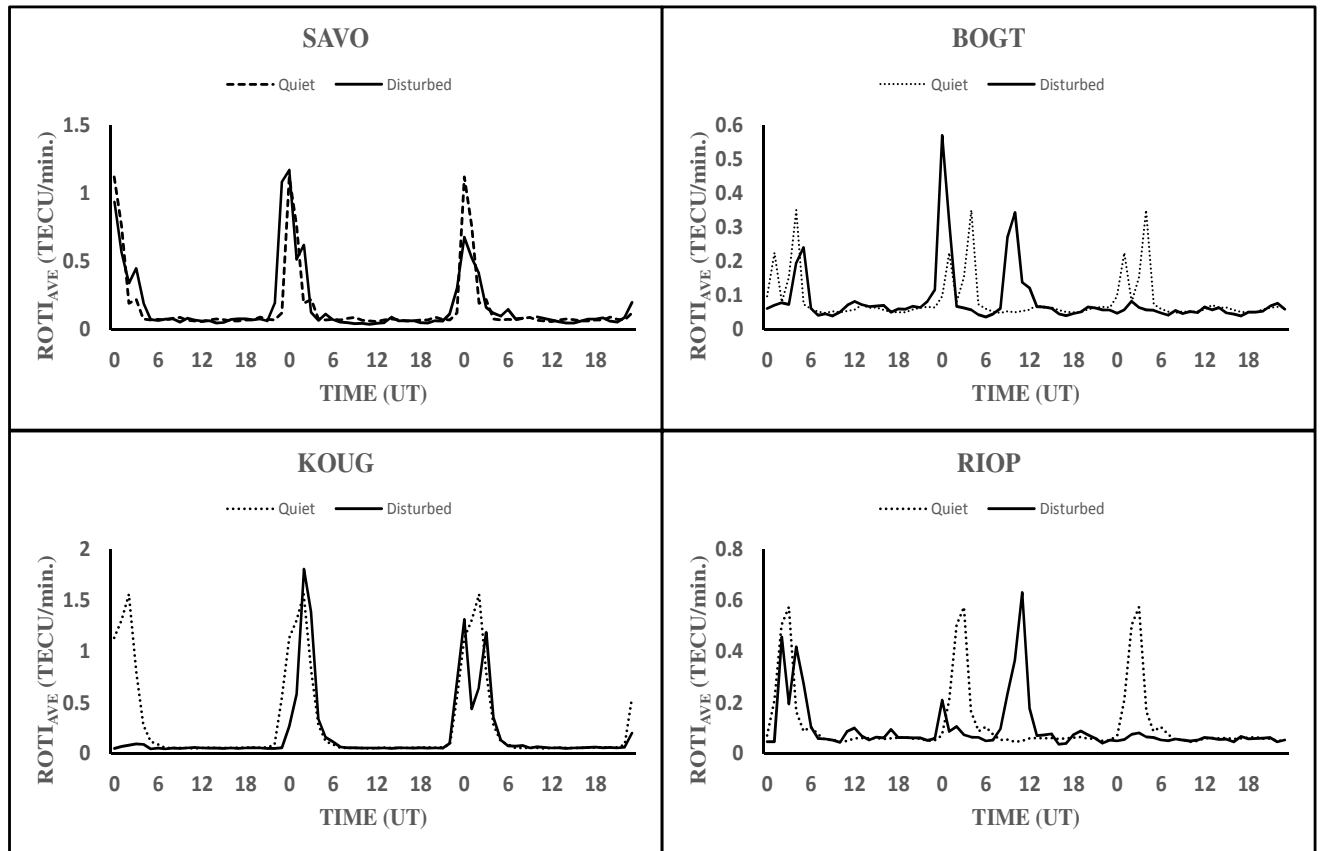 SAVO
Quiet Disturbed
ROTI_AVE (TECU/min.)
1.5
1
0.5
0
0 6 12 18 0 6 12 18 0 6 12 18
TIME (UT)
BOGT
Quiet Disturbed
ROTI_AVE (TECU/min.)
0.6
0.5
0.4
0.3
0.2
0.1
0
0 6 12 18 0 6 12 18 0 6 12 18
TIME (UT)
KOUG
Quiet Disturbed
ROTI_AVE (TECU/min.)
2
1.5
1
0.5
0
0 6 12 18 0 6 12 18 0 6 12 18
TIME (UT)
RIOP
Quiet Disturbed
ROTI_AVE (TECU/min.)
0.8
0.6
0.4
0.2
0
0 6 12 18 0 6 12 18 0 6 12 18
TIME (UT)